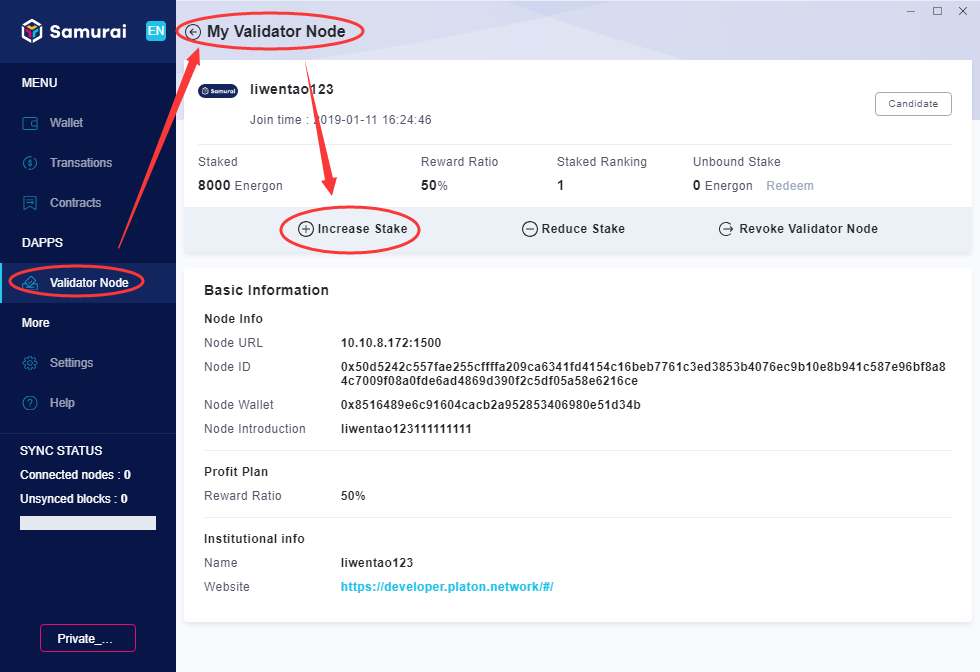 Samurai
EN
MENU
Wallet
Transations
Contracts
DAPPS
Validator Node
More
Settings
Help
SYNC STATUS
Connected nodes : 0
Unsynced blocks : 0
Private_...
My Validator Node
Samurai
liwentao123
Join time : 2019-01-11 16:24:46
Candidate
Staked
8000 Energon
Reward Ratio
50%
Staked Ranking
1
Unbound Stake
0 Energon Redeem
Increase Stake
Reduce Stake
Revoke Validator Node
Basic Information
Node Info
Node URL 10.10.8.172:1500
Node ID 0x50d5242c557fae255cffffa209ca6341fd4154c16beb7761c3ed3853b4076ec9b10e8b941c587e96bf8a8
4c7009f08a0fde6ad4869d390f2c5df05a58e6216ce
Node Wallet 0x8516489e6c91604cacb2a952853406980e51d34b
Node Introduction liwentao123111111111
Profit Plan
Reward Ratio 50%
Institutional info
Name liwentao123
Website https://developer.platon.network/#/